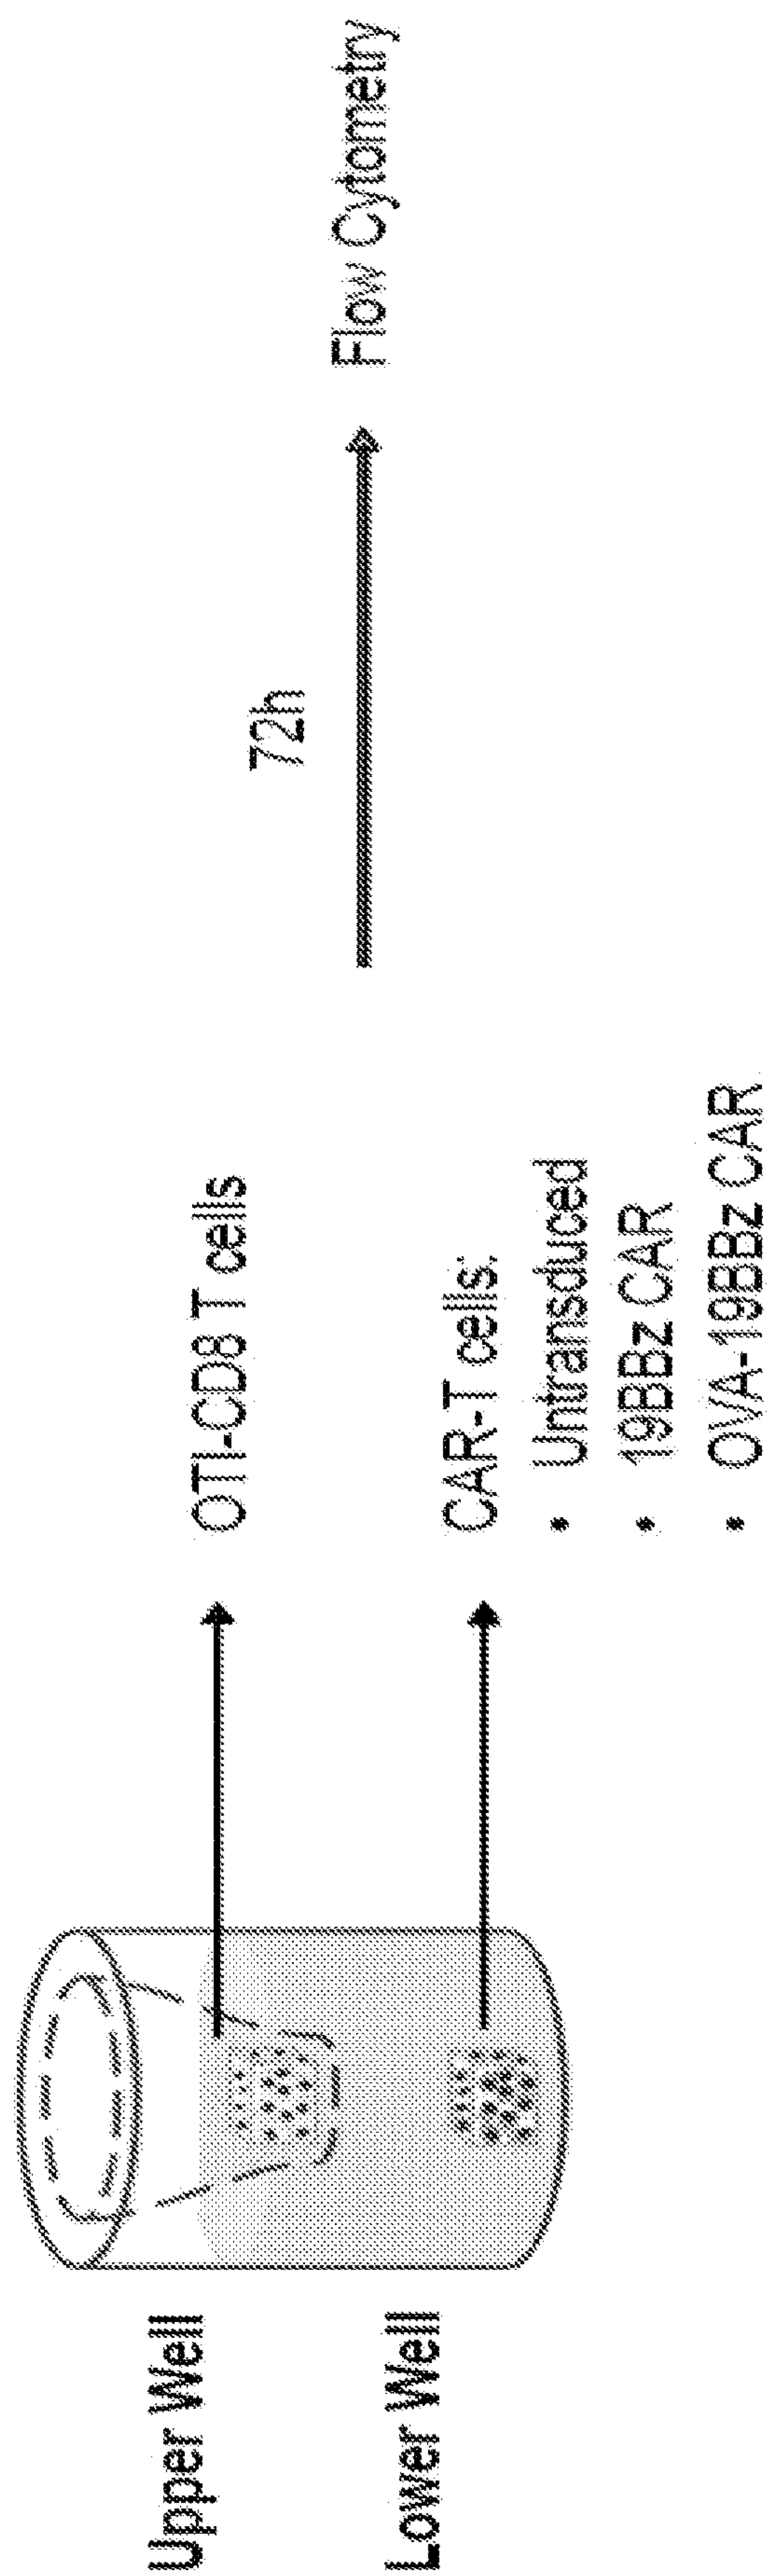 Upper Well
Lower Well
OTI-CD8 T cells
CAR-T cells:
• Untransduced
• 19BBz CAR
• OVA-19BBz CAR
72h
Flow Cytometry